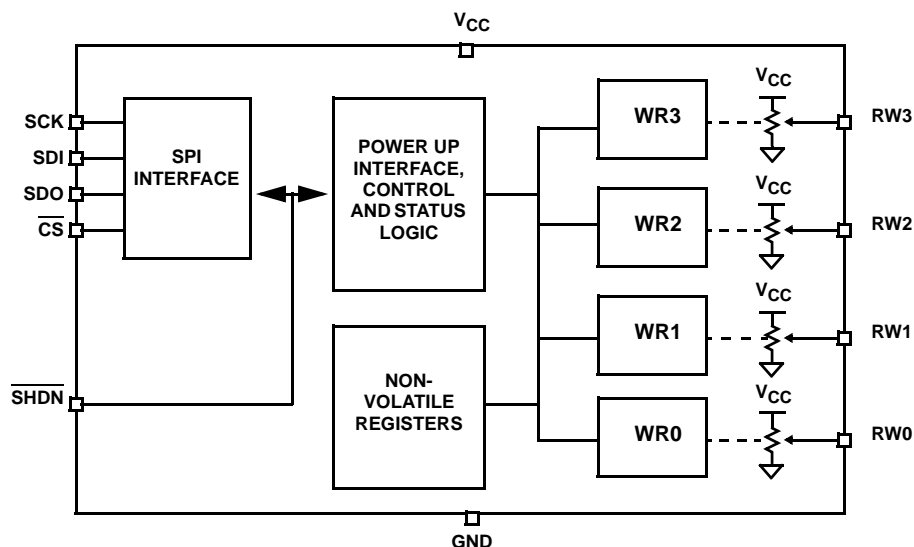 VCC
SCK
SDI
SDO
CS
SHDN
SPI
INTERFACE
POWER UP
INTERFACE,
CONTROL
AND STATUS
LOGIC
NON-
VOLATILE
REGISTERS
WR3
VCC
RW3
WR2
VCC
RW2
WR1
VCC
RW1
WR0
VCC
RW0
GND